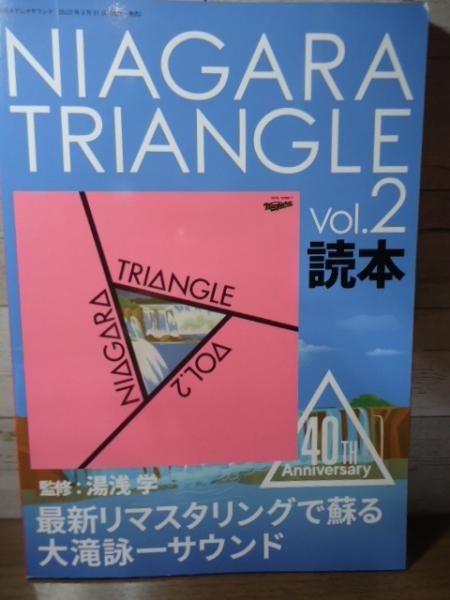 NIAGARA
TRIANGLE
vol.2
読本
Niagara
TRIANGLE
NIAGARA
VOL.2
40TH
Anniversary
監修：湯浅 学
最新リマスタリングで蘇る
大滝詠一サウンド